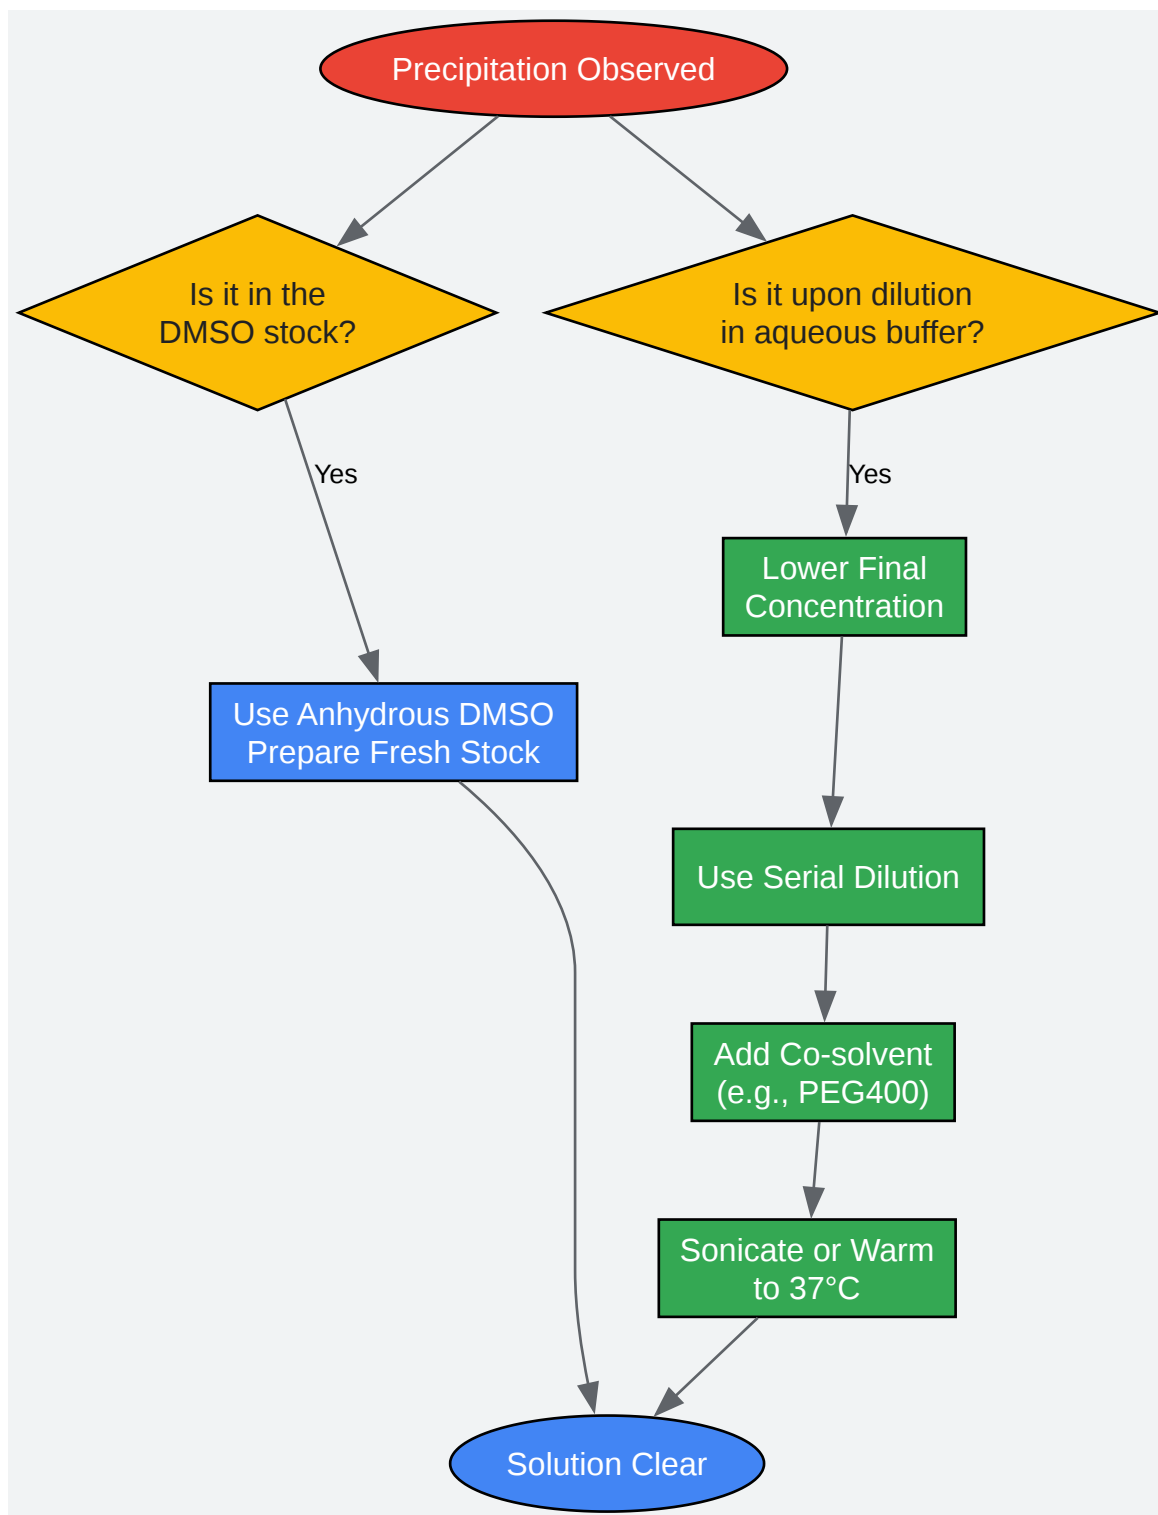 Precipitation Observed
Is it in the
DMSO stock?
Is it upon dilution
in aqueous buffer?
Yes
Yes
Lower Final
Concentration
Use Anhydrous DMSO
Prepare Fresh Stock
Use Serial Dilution
Add Co-solvent
(e.g., PEG400)
Sonicate or Warm
to 37°C
Solution Clear